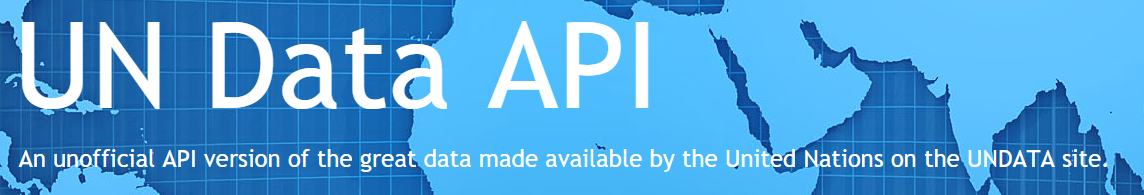 UN Data API
An unofficial API version of the great data made available by the United Nations on the UNDATA site.